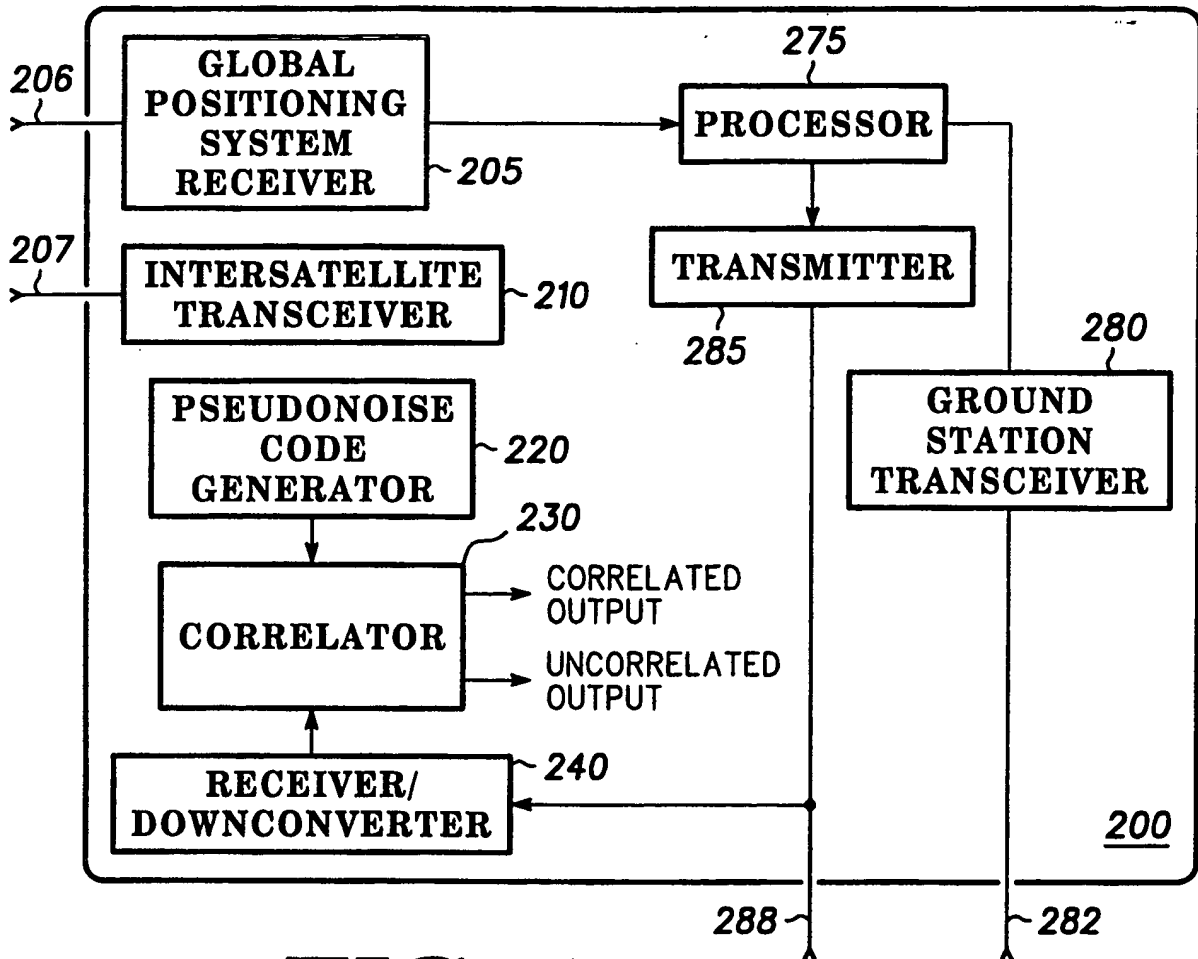 206
GLOBAL
POSITIONING
SYSTEM
RECEIVER
205
275
PROCESSOR
207
INTERSATELLITE
TRANSCEIVER
210
TRANSMITTER
285
280
GROUND
STATION
TRANSCEIVER
PSEUDONOISE
CODE
GENERATOR
220
230
CORRELATOR
CORRELATED
OUTPUT
UNCORRELATED
OUTPUT
RECEIVER/
DOWNCONVERTER
240
200
288
282